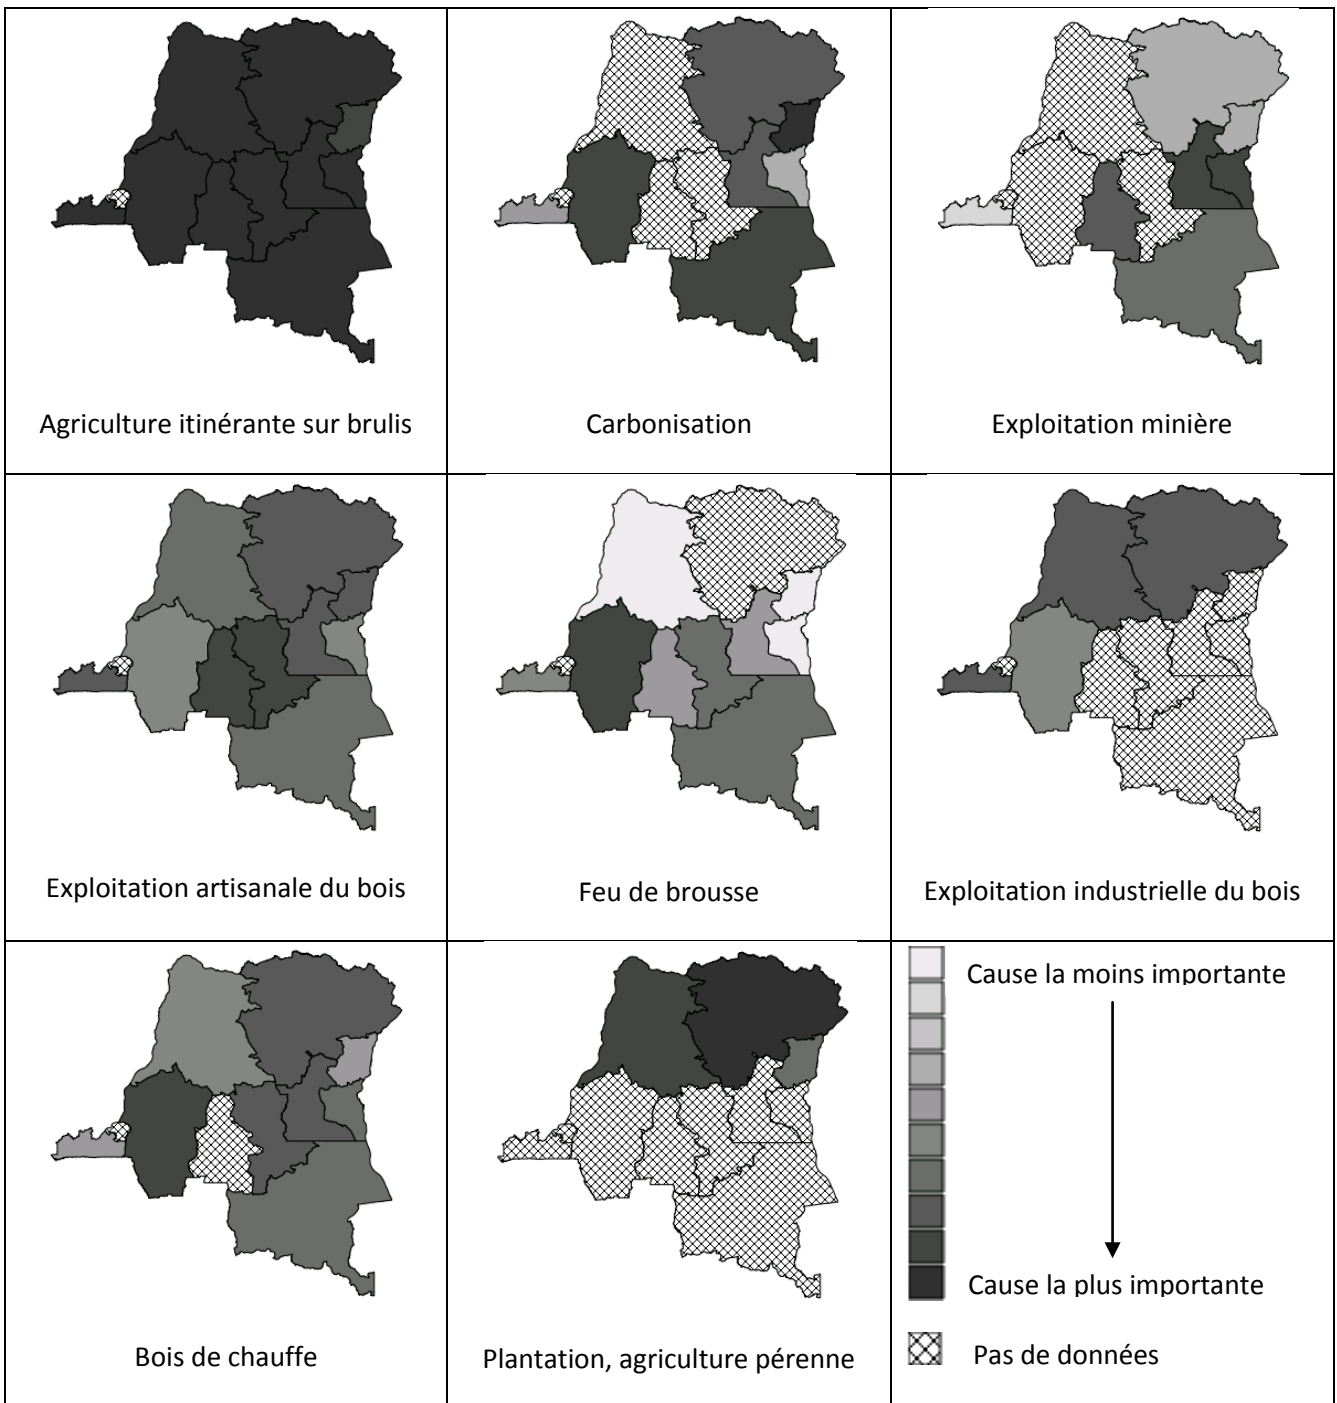 Agriculture itinérante sur brulis
Carbonisation
Exploitation minière
Exploitation artisanale du bois
Feu de brousse
Exploitation industrielle du bois
Bois de chauffe
Plantation, agriculture pérenne
Cause la moins importante
Cause la plus importante
Pas de données